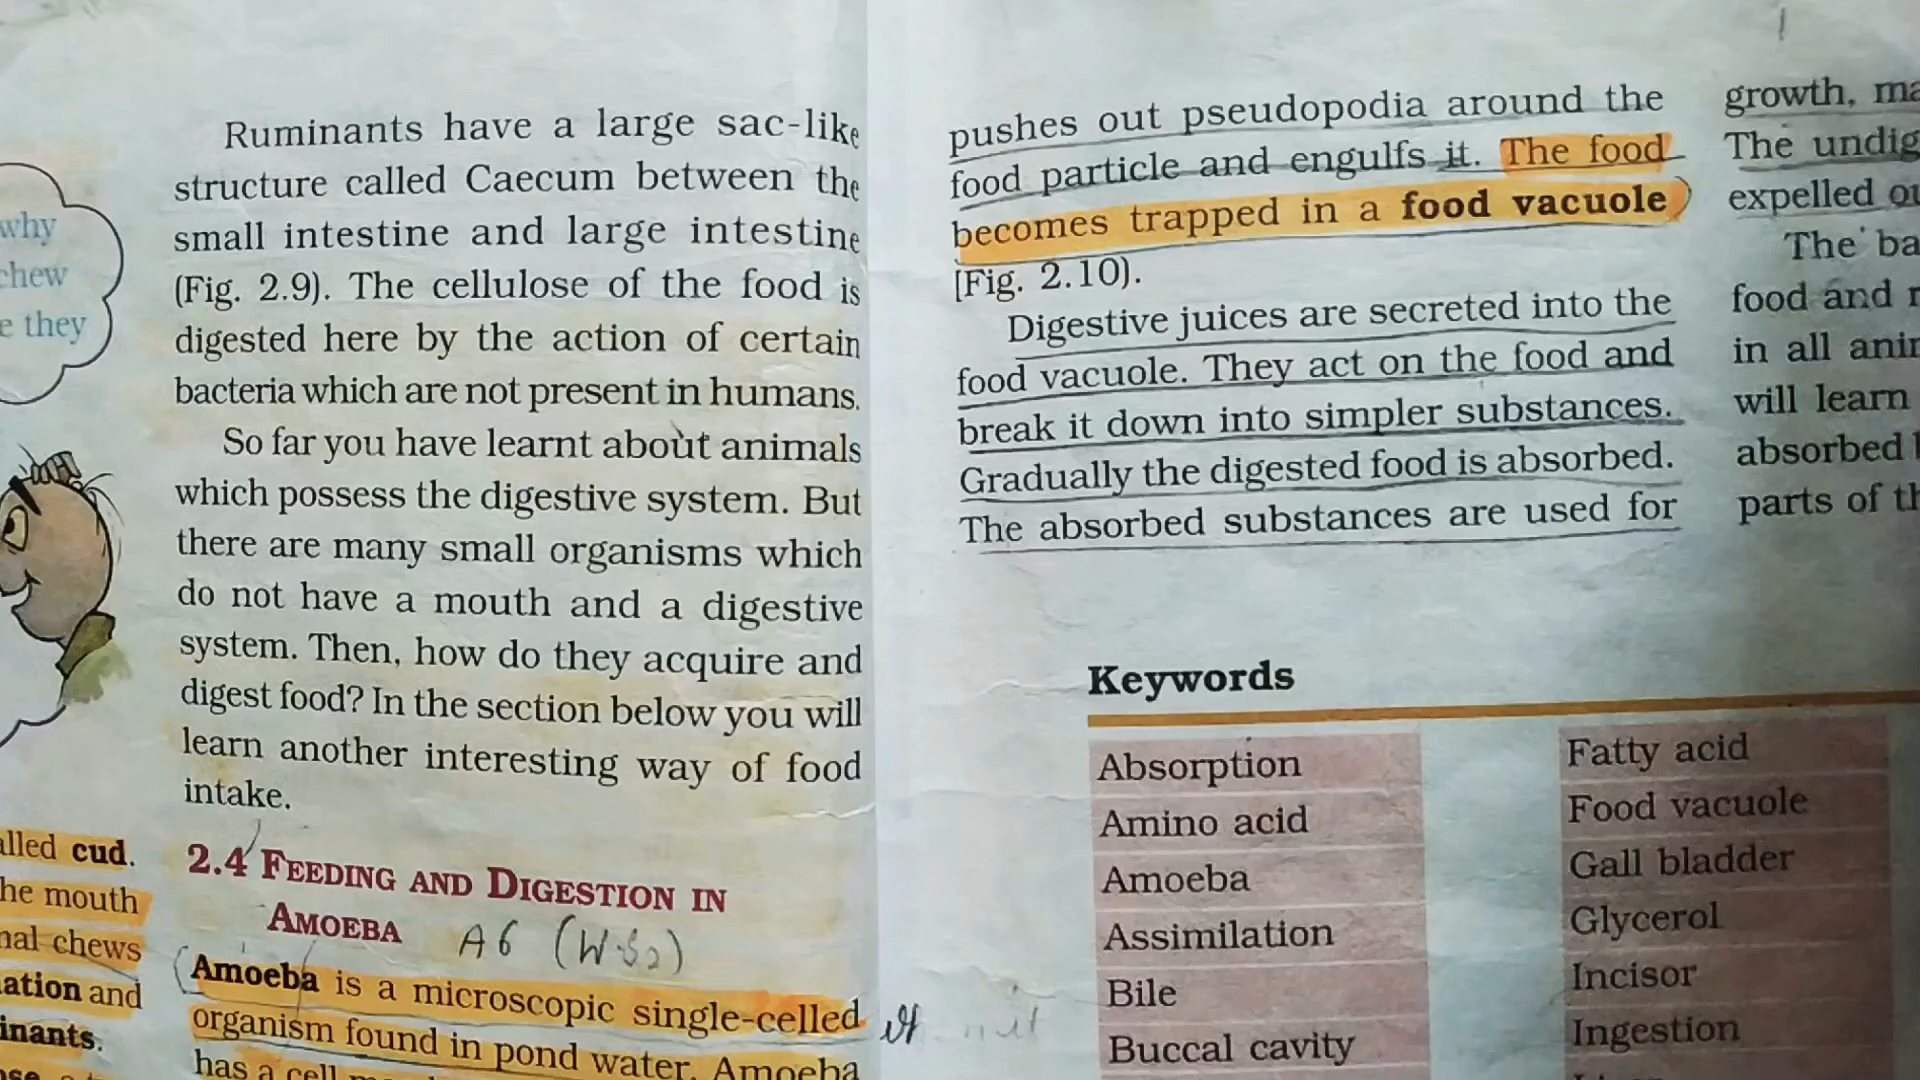 why
chew
e they
alled cud.
he mouth
nal chews
ation and
inants.
Ruminants have a large sac-like
structure called Caecum between the
small intestine and large intestine
(Fig. 2.9). The cellulose of the food is
digested here by the action of certain
bacteria which are not present in humans.
So far you have learnt about animals
which possess the digestive system. But
there are many small organisms which
do not have a mouth and a digestive
system. Then, how do they acquire and
digest food? In the section below you will
learn another interesting way of food
intake.
2.4 FEEDING AND DIGESTION IN
AMOEBA A6
Amoeba is a microscopic single-celled
organism found in pond water. Amoeba
has a cell
pushes out pseudopodia around the
food particle and engulfs it. The food
becomes trapped in a food vacuole
[Fig. 2.10).
Digestive juices are secreted into the
food vacuole. They act on the food and
break it down into simpler substances.
Gradually the digested food is absorbed.
The absorbed substances are used for
growth, ma
The undig
expelled ou
The ba
food and
in all ani
will learn
absorbed
parts of th
Keywords
Absorption
Amino acid
Amoeba
Assimilation
Bile
Buccal cavity
Fatty acid
Food vacuole
Gall bladder
Glycerol
Incisor
Ingestion